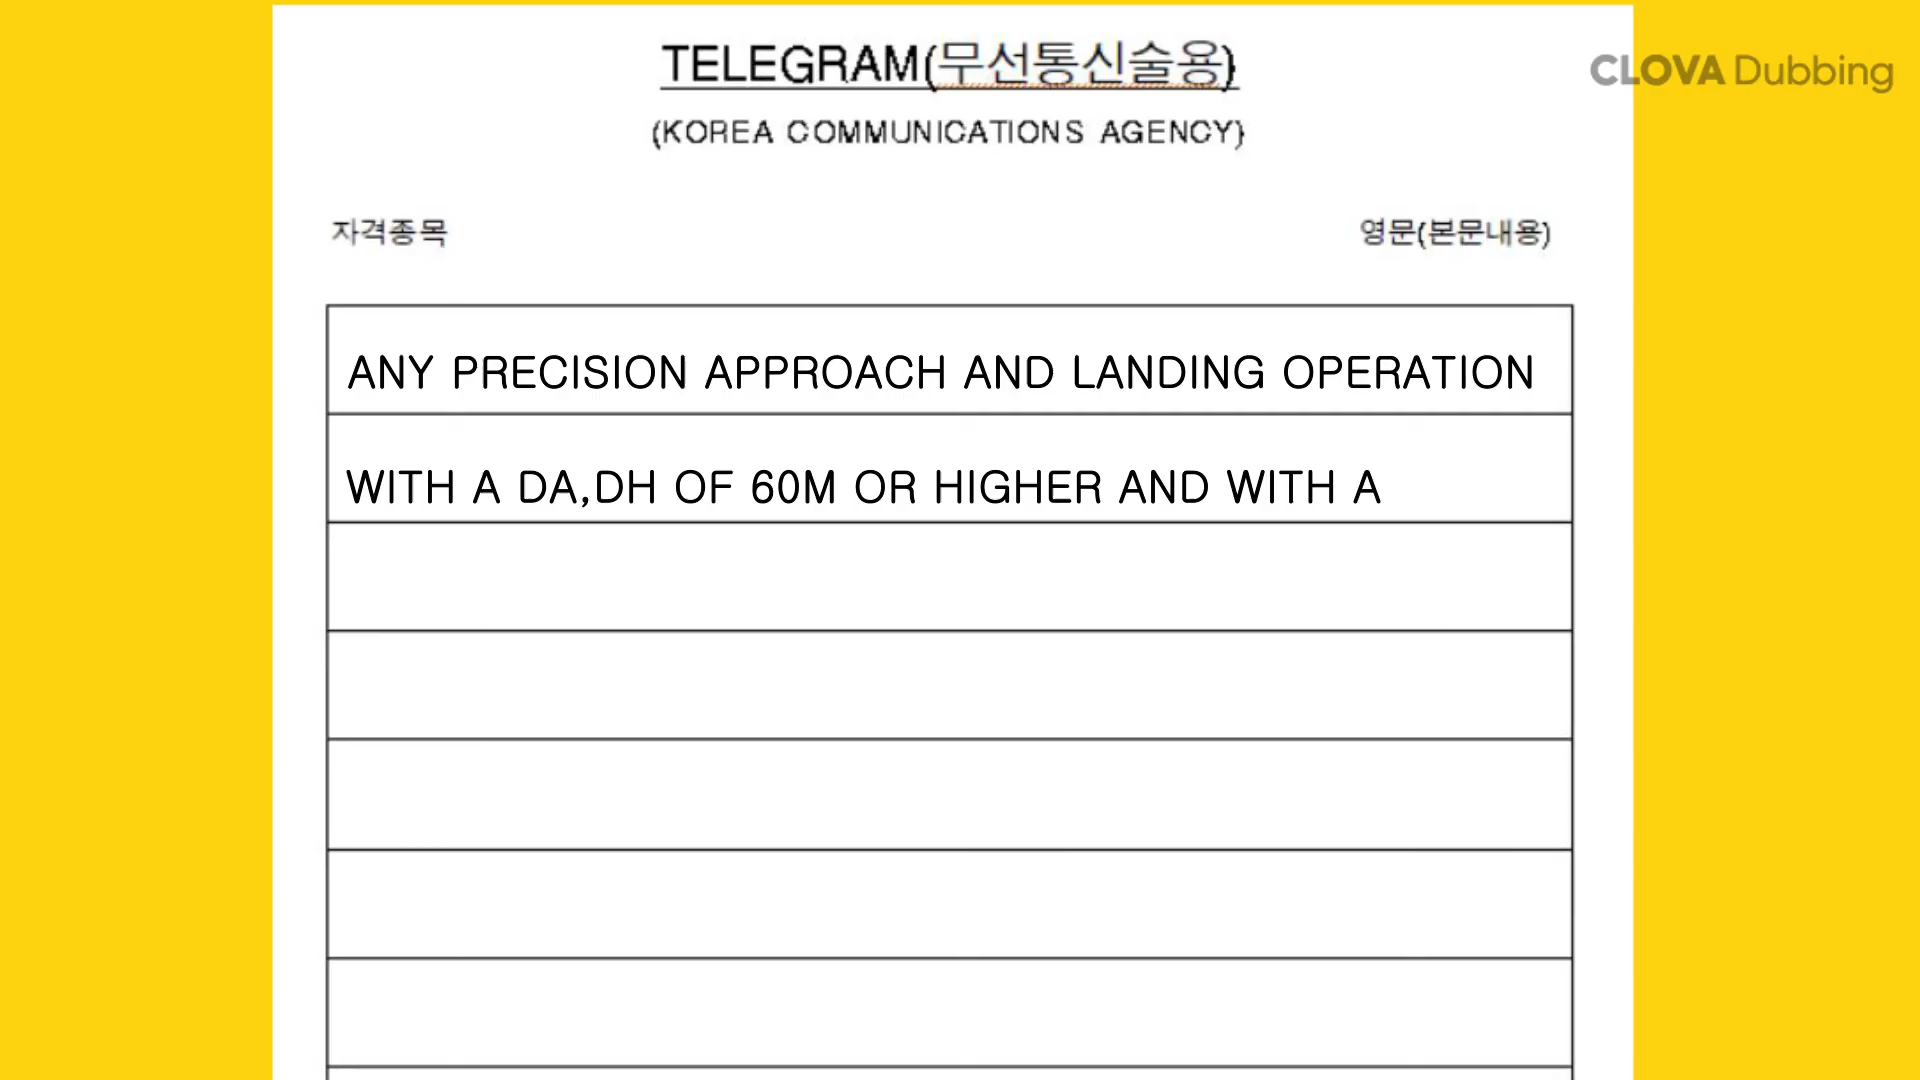 TELEGRAM(무선통신술용)
CLOVA Dubbing
(KOREA COMMUNICATIONS AGENCY)
자격종목
영문(본문내용)
ANY PRECISION APPROACH AND LANDING OPERATION
WITH A DA,DH OF 60M OR HIGHER AND WITH A